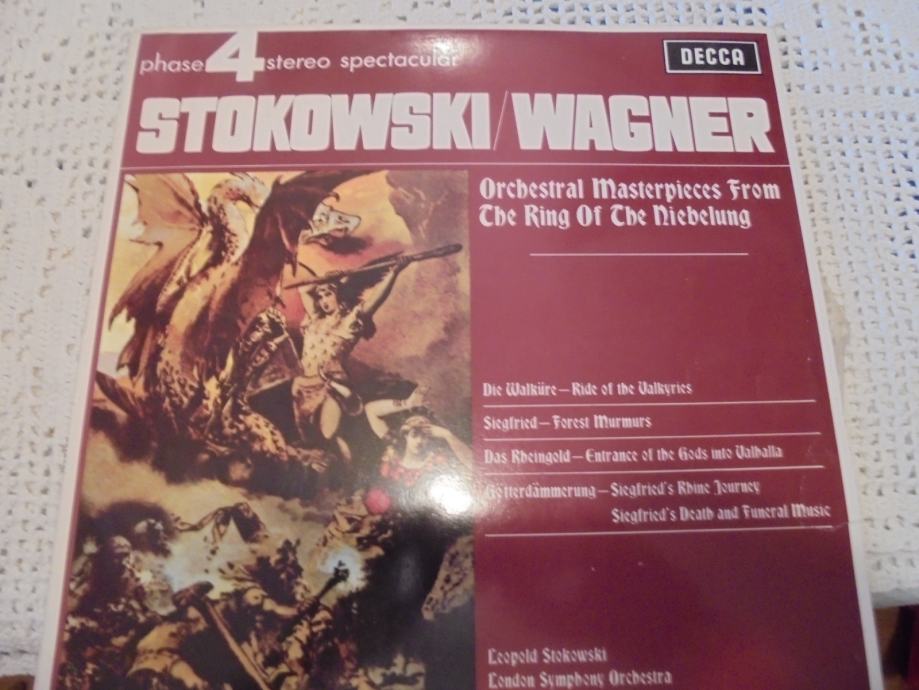 phase 4 stereo spectacular
DECCA
STOKOWSKI/WAGNER
Orchestral Masterpieces From
The Ring Of The Niebelung
Die Walküre—Ride of the Valkyries
Siegfried—Forest Murmurs
Das Rheingold—Entrance of the Gods into Valhalla
Götterdämmerung—Siegfried's Rhine Journey
Siegfried's Death and Funeral Music
Leopold Stokowski
London Symphony Orchestra